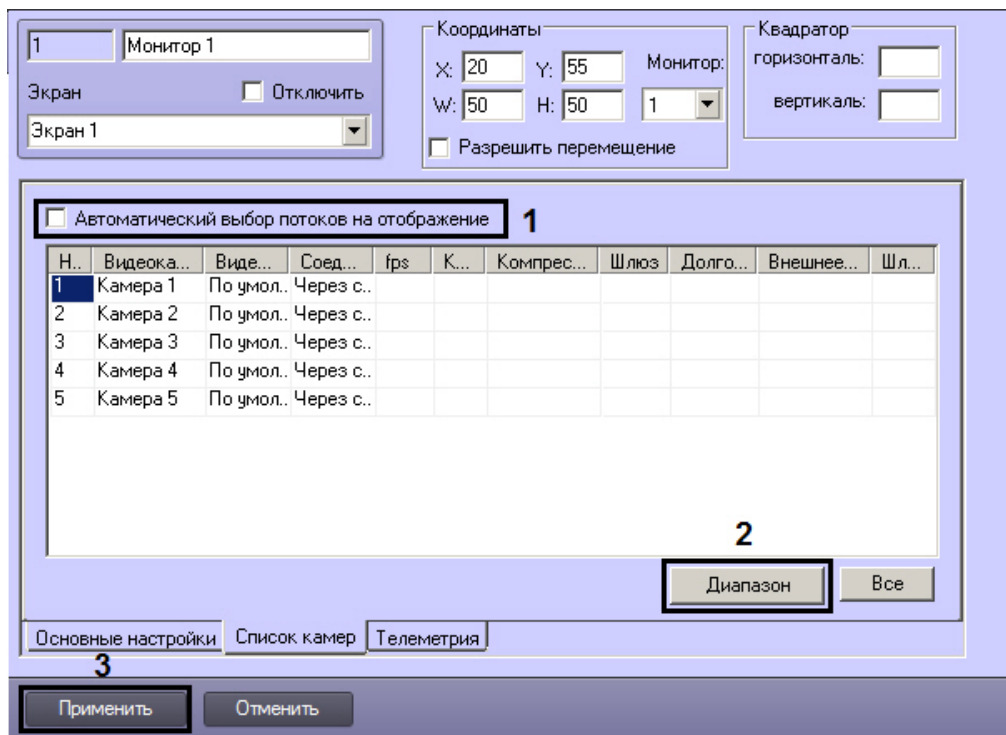 1 Монитор 1
Экран Отключить
Экран 1
Координаты
X: 20 Y: 55 Монитор:
W: 50 H: 50 1
Разрешить перемещение
Квадратор
горизонталь:
вертикаль:
Автоматический выбор потоков на отображение 1
Н.. Видеока... Виде... Соед... fps К... Компрес... Шлюз Долго... Внешнее... Шл...
1 Камера 1 По умол.. Через с..
2 Камера 2 По умол.. Через с..
3 Камера 3 По умол.. Через с..
4 Камера 4 По умол.. Через с..
5 Камера 5 По умол.. Через с..
2
Диапазон Все
Основные настройки Список камер Телеметрия
3
Применить Отменить